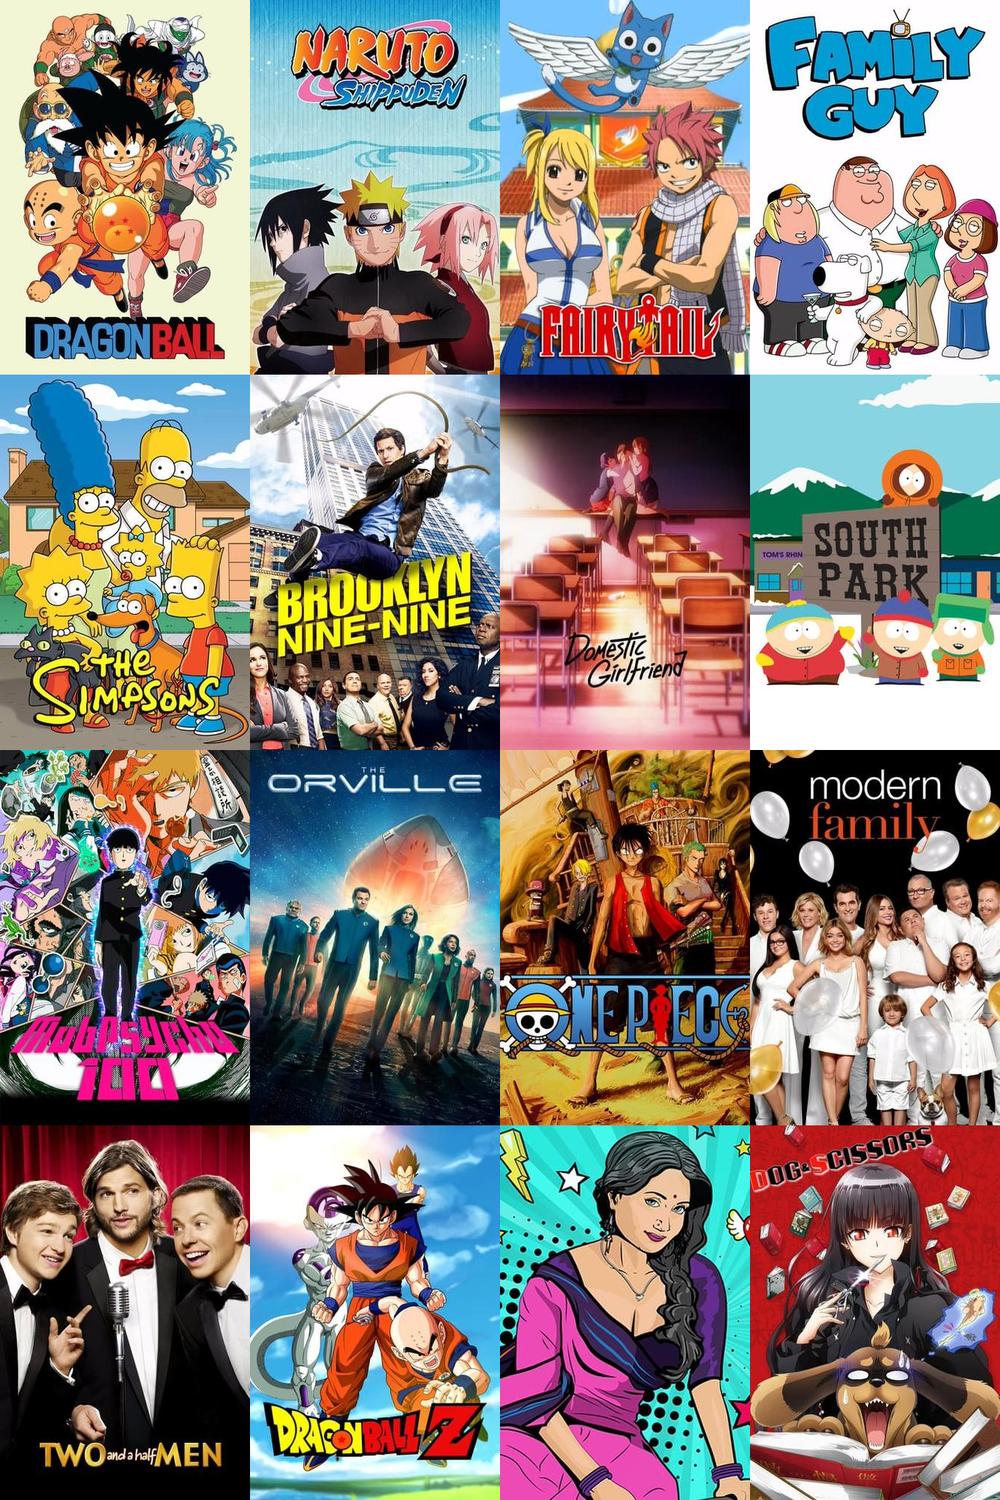 DRAGON BALL
NARUTO
SHIPPUDEN
FAIRY TAIL
FAMILY
GUY
THE
SIMPSONS
BROOKLYN
NINE-NINE
Domestic
Girlfriend
TOM'S RHIN
SOUTH
PARK
Mob Psycho
100
THE
ORVILLE
ONE PIECE
modern
family
TWO and a half MEN
DRAGON BALL Z
DOG & SCISSORS